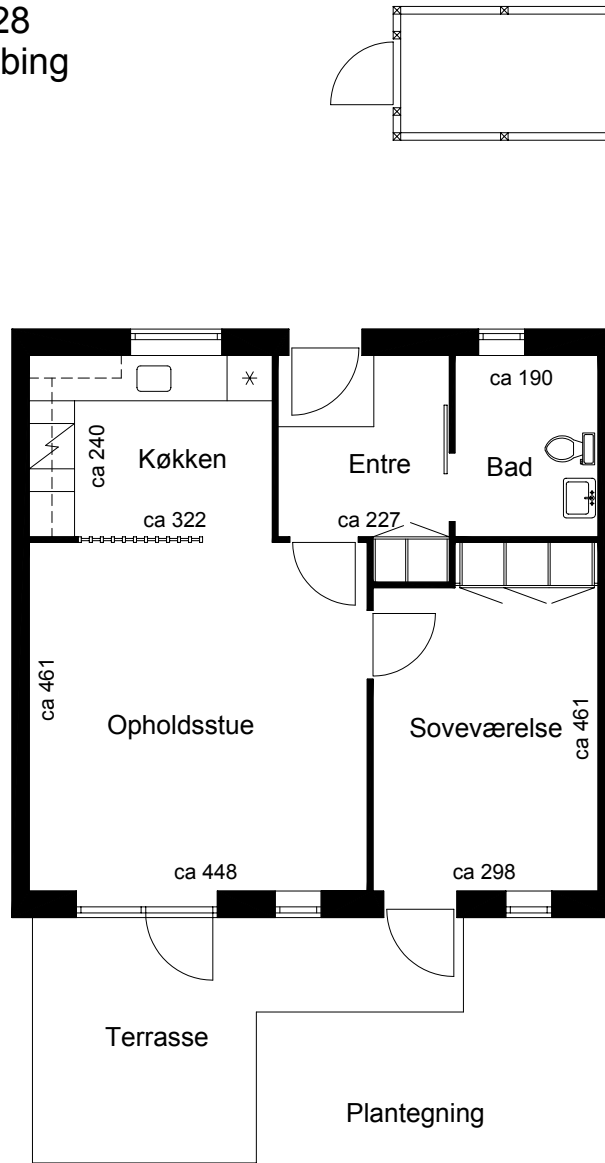 28
bing
ca 190
Køkken
Entre
Bad
ca 240
ca 322
ca 227
ca 461
Opholdsstue
Soveværelse
ca 461
ca 448
ca 298
Terrasse
Plantegning